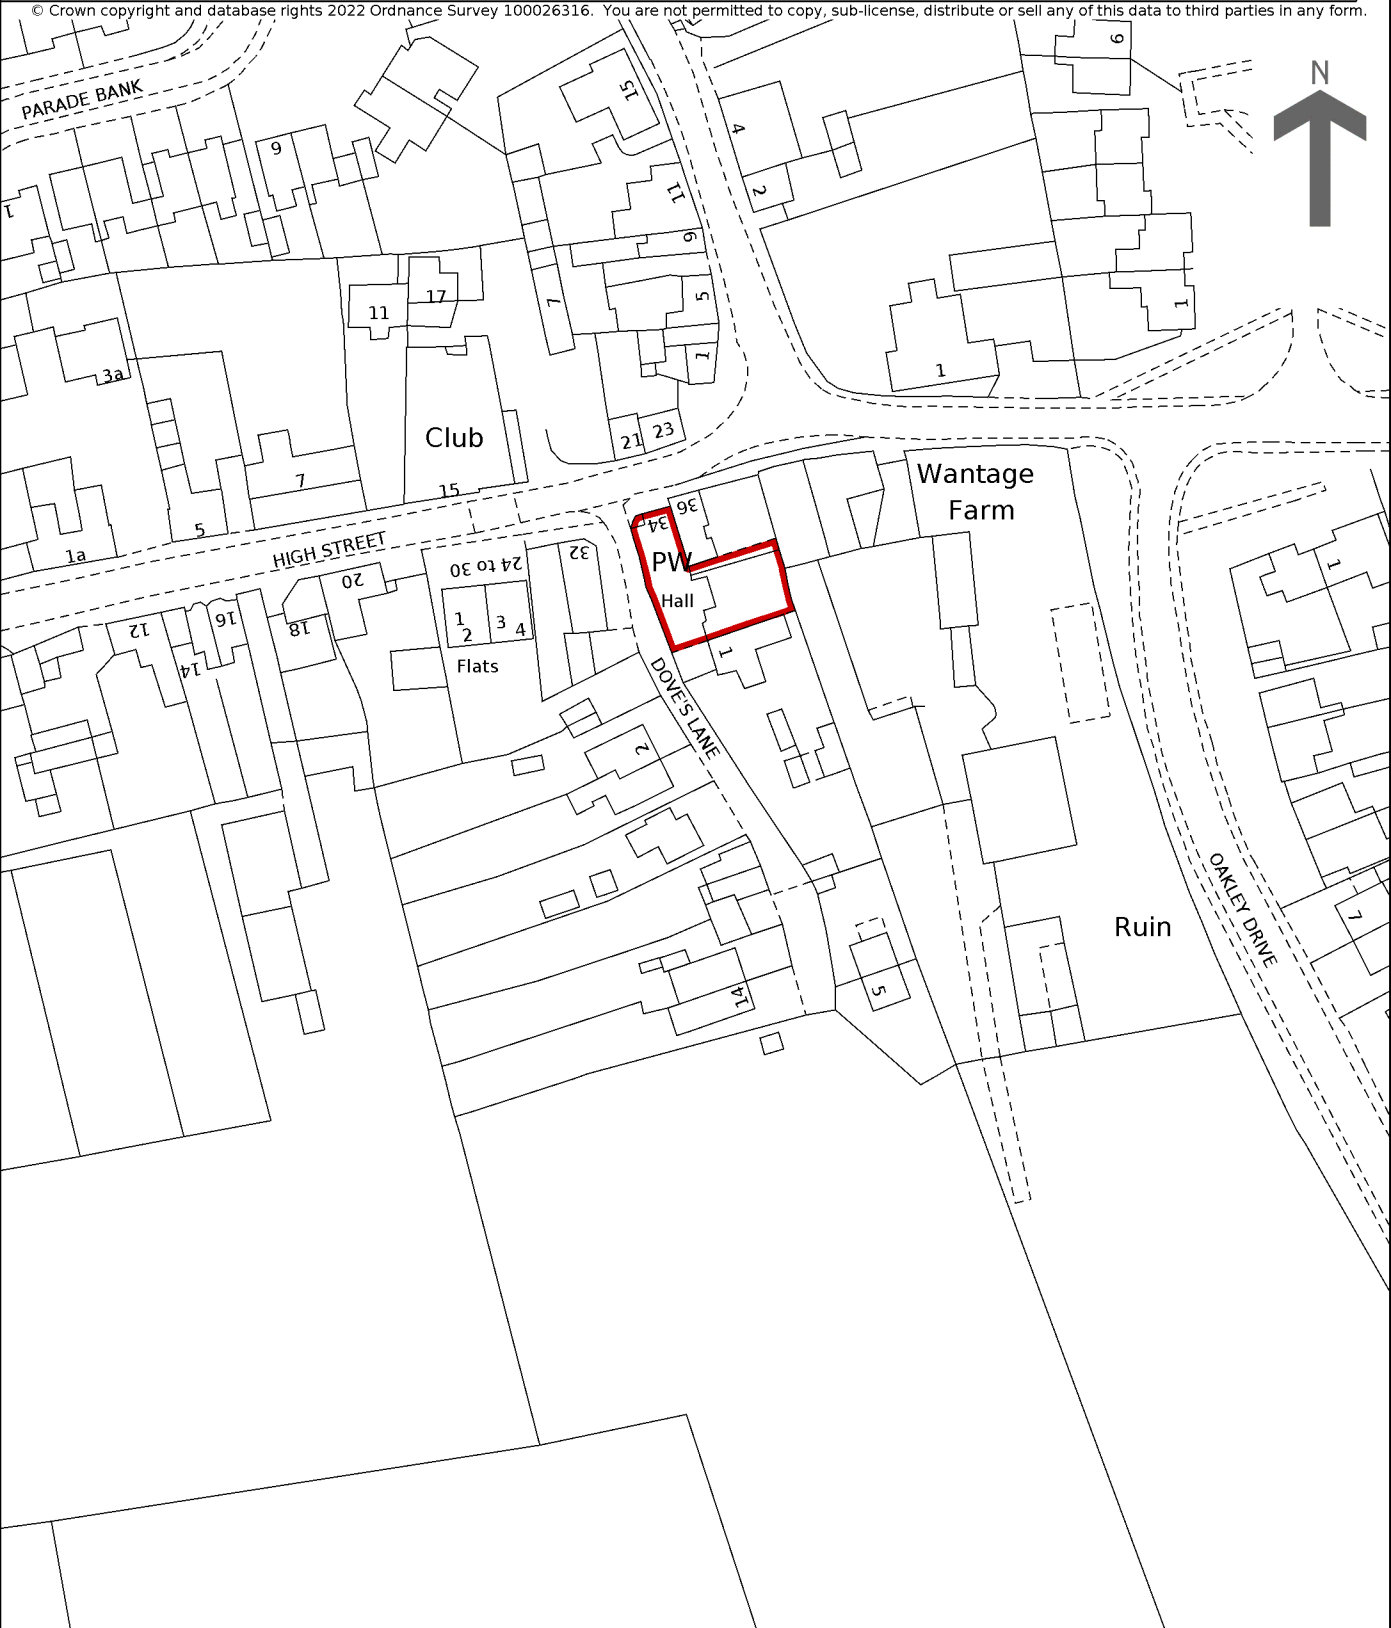 © Crown copyright and database rights 2022 Ordnance Survey 100026316. You are not permitted to copy, sub-license, distribute or sell any of this data to third parties in any form.
N
PARADE BANK
15
6
4
9
11
2
1
9
17
11
7
5
1
1
1
3a
21
23
Club
15
7
5
1a
HIGH STREET
Wantage
Farm
36
34
PW
Hall
32
24 to 30
20
1
2
3
4
Flats
18
16
14
12
1
1
DOVE'S LANE
2
14
5
Ruin
OAKLEY DRIVE
7